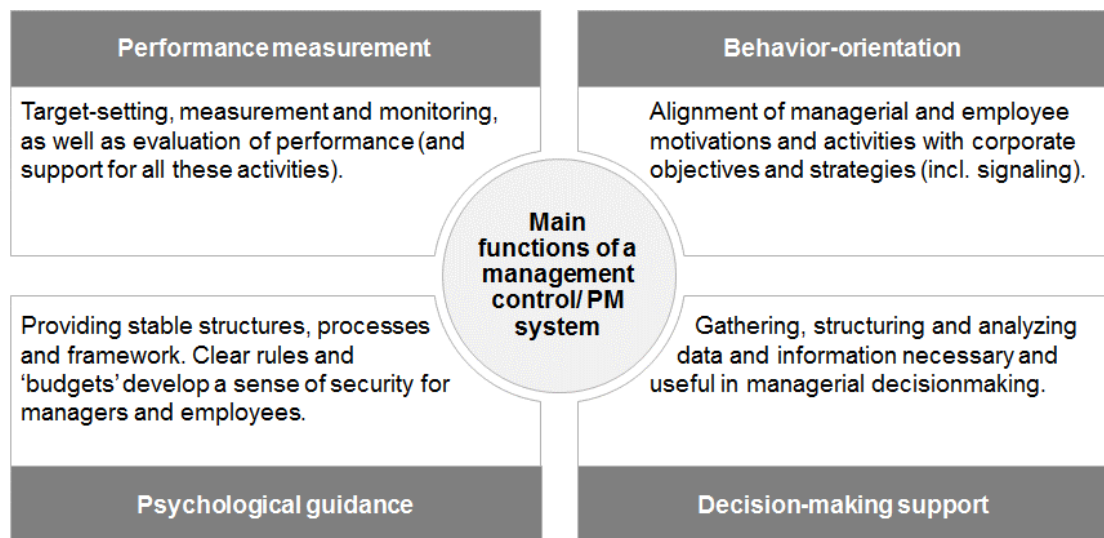 Performance measurement
Target-setting, measurement and monitoring,
as well as evaluation of performance (and
support for all these activities).
Behavior-orientation
Alignment of managerial and employee
motivations and activities with corporate
objectives and strategies (incl. signaling).
Main
functions of a
management
control/ PM
system
Providing stable structures, processes
and framework. Clear rules and
‘budgets’ develop a sense of security for
managers and employees.
Psychological guidance
Gathering, structuring and analyzing
data and information necessary and
useful in managerial decisionmaking.
Decision-making support